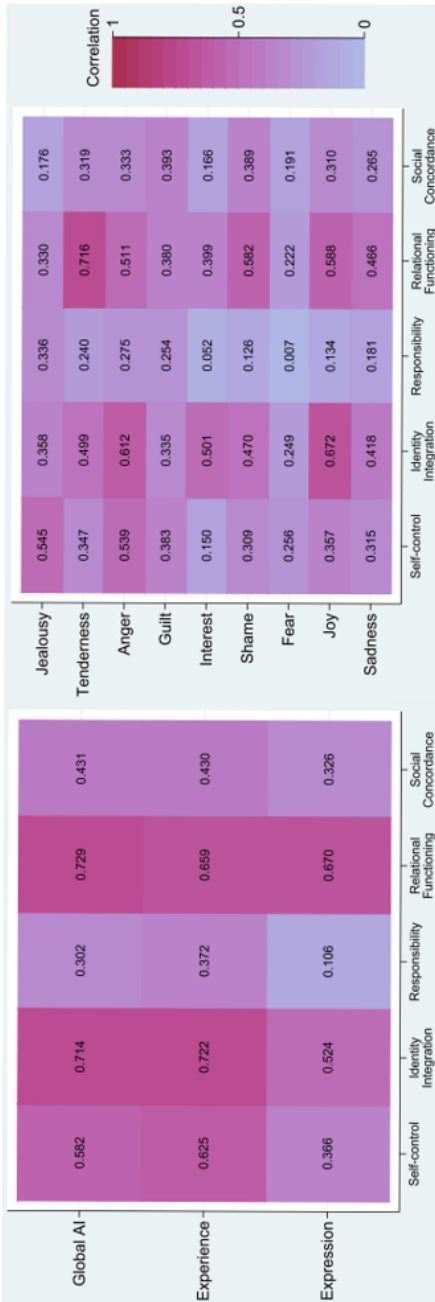 Global AI 0.582 0.714 0.302 0.729 0.431
Experience 0.625 0.722 0.372 0.659 0.430
Expression 0.366 0.524 0.106 0.670 0.326
Self-control
Identity
Integration
Responsibility
Relational
Functioning
Social
Concordance
Jealousy 0.545 0.358 0.336 0.330 0.176
Tenderness 0.347 0.499 0.240 0.716 0.319
Anger 0.539 0.612 0.275 0.511 0.333
Guilt 0.383 0.335 0.254 0.380 0.393
Interest 0.150 0.501 0.052 0.399 0.166
Shame 0.309 0.470 0.126 0.582 0.389
Fear 0.256 0.249 0.007 0.222 0.191
Joy 0.357 0.672 0.134 0.588 0.310
Sadness 0.315 0.418 0.181 0.466 0.265
Self-control
Identity
Integration
Responsibility
Relational
Functioning
Social
Concordance
Correlation
1
0.5
0